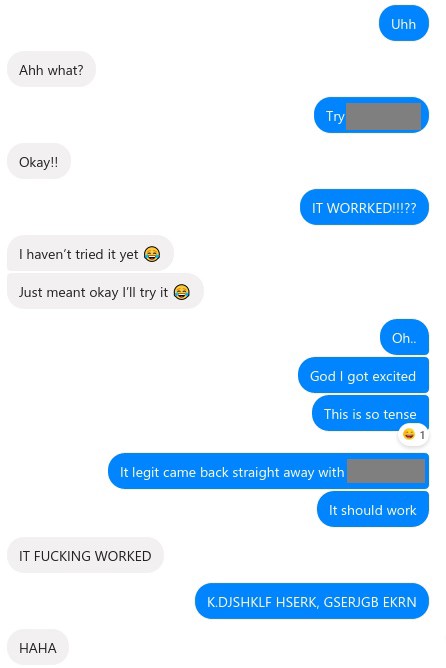 Uhh
Ahh what?
Try
Okay!!
IT WORRKED!!!??
I haven’t tried it yet 😂
Just meant okay I’ll try it 😂
Oh..
God I got excited
This is so tense
😆 1
It legit came back straight away with
It should work
IT FUCKING WORKED
K.DJSHKLF HSERK, GSERJGB EKRN
HAHA